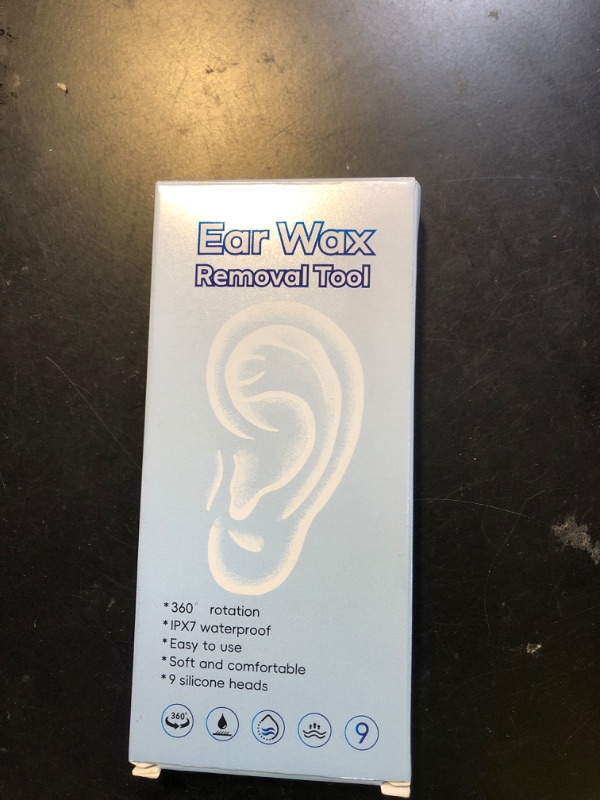 Ear Wax
Removal Tool
*360° rotation
*IPX7 waterproof
*Easy to use
*Soft and comfortable
*9 silicone heads
360°
9